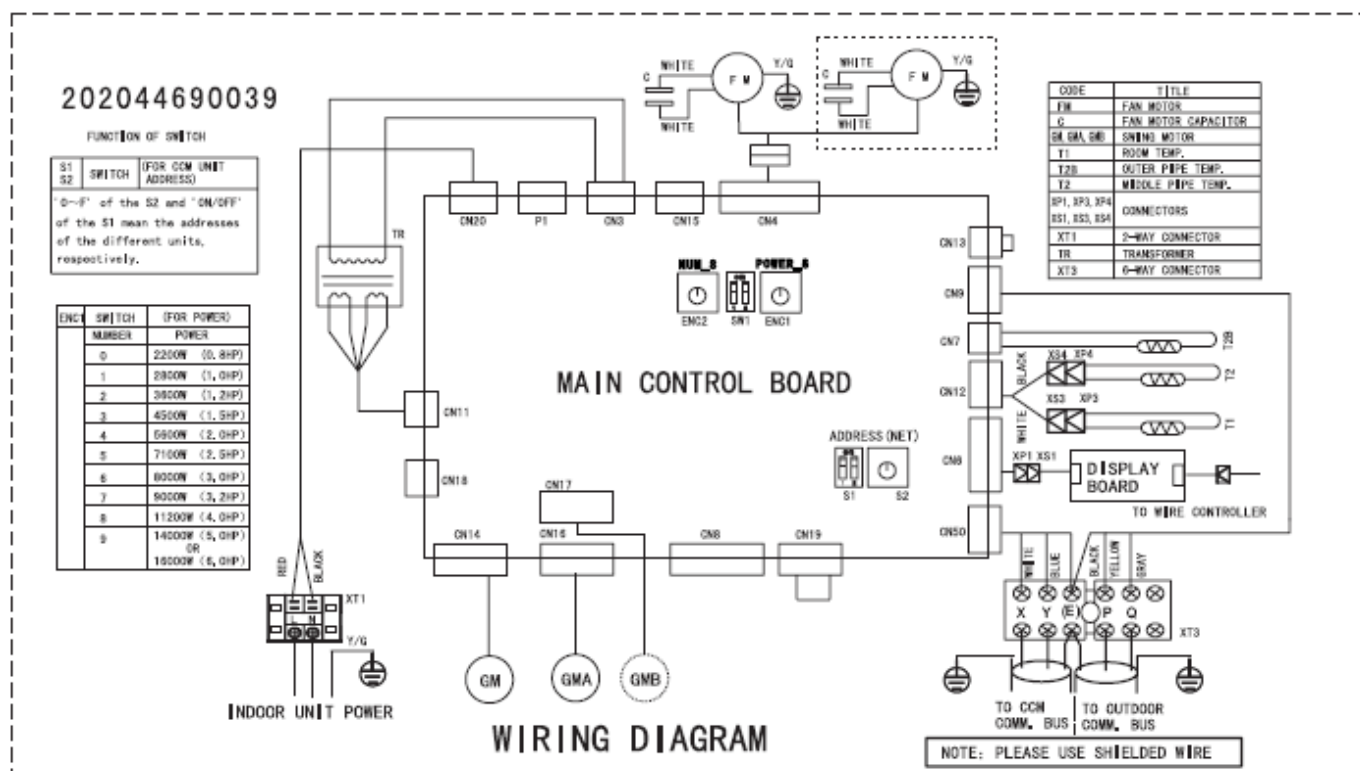 202044690039
FUNCTION OF SWITCH
S1
S2
SWITCH
(FOR CCM UNIT
ADDRESS)
"0~F" of the S2 and "ON/OFF"
of the S1 mean the addresses
of the different units,
respectively.
ENC1 SWITCH (FOR POWER)
NUMBER POWER
0 2200W (0.8HP)
1 2800W (1,0HP)
2 3600W (1,2HP)
3 4500W (1.5HP)
4 5600W (2.0HP)
5 7100W (2.5HP)
6 8000W (3,0HP)
7 9000W (3,2HP)
8 11200W (4.0HP)
9 14000W (5,0HP)
OR
16000W (6,0HP)
C WHITE FM Y/G
WHITE
C WHITE FM Y/G
WHITE
CODE TITLE
FM FAN MOTOR
C FAN MOTOR CAPACITOR
GM, GMA, GMB SWING MOTOR
T1 ROOM TEMP.
T2B OUTER PIPE TEMP.
T2 MIDDLE PIPE TEMP.
XP1, XP3, XP4
XS1, XS3, XS4
CONNECTORS
XT1 2-WAY CONNECTOR
TR TRANSFORMER
XT3 6-WAY CONNECTOR
TR
CN20 P1 CN3 CN15 CN4
CN13
CN9
CN7
CN12
CN6
CN50
NUM_S POWER_S
ENC2 SW1 ENC1
MAIN CONTROL BOARD
CN11
CN18
ADDRESS(NET)
S1 S2
CN17
CN14 CN16 CN8 CN19
T2B
BLACK XS4 XP4
T2
WHITE XS3 XP3
T1
XP1 XS1
DISPLAY
BOARD
TO WIRE CONTROLLER
RED BLACK
XT1
L N
Y/G
INDOOR UNIT POWER
GM GMA GMB
WIRING DIAGRAM
WHITE BLUE BLACK YELLOW GRAY
X Y (E) P Q
XT3
TO CCM
COMM. BUS
TO OUTDOOR
COMM. BUS
NOTE: PLEASE USE SHIELDED WIRE